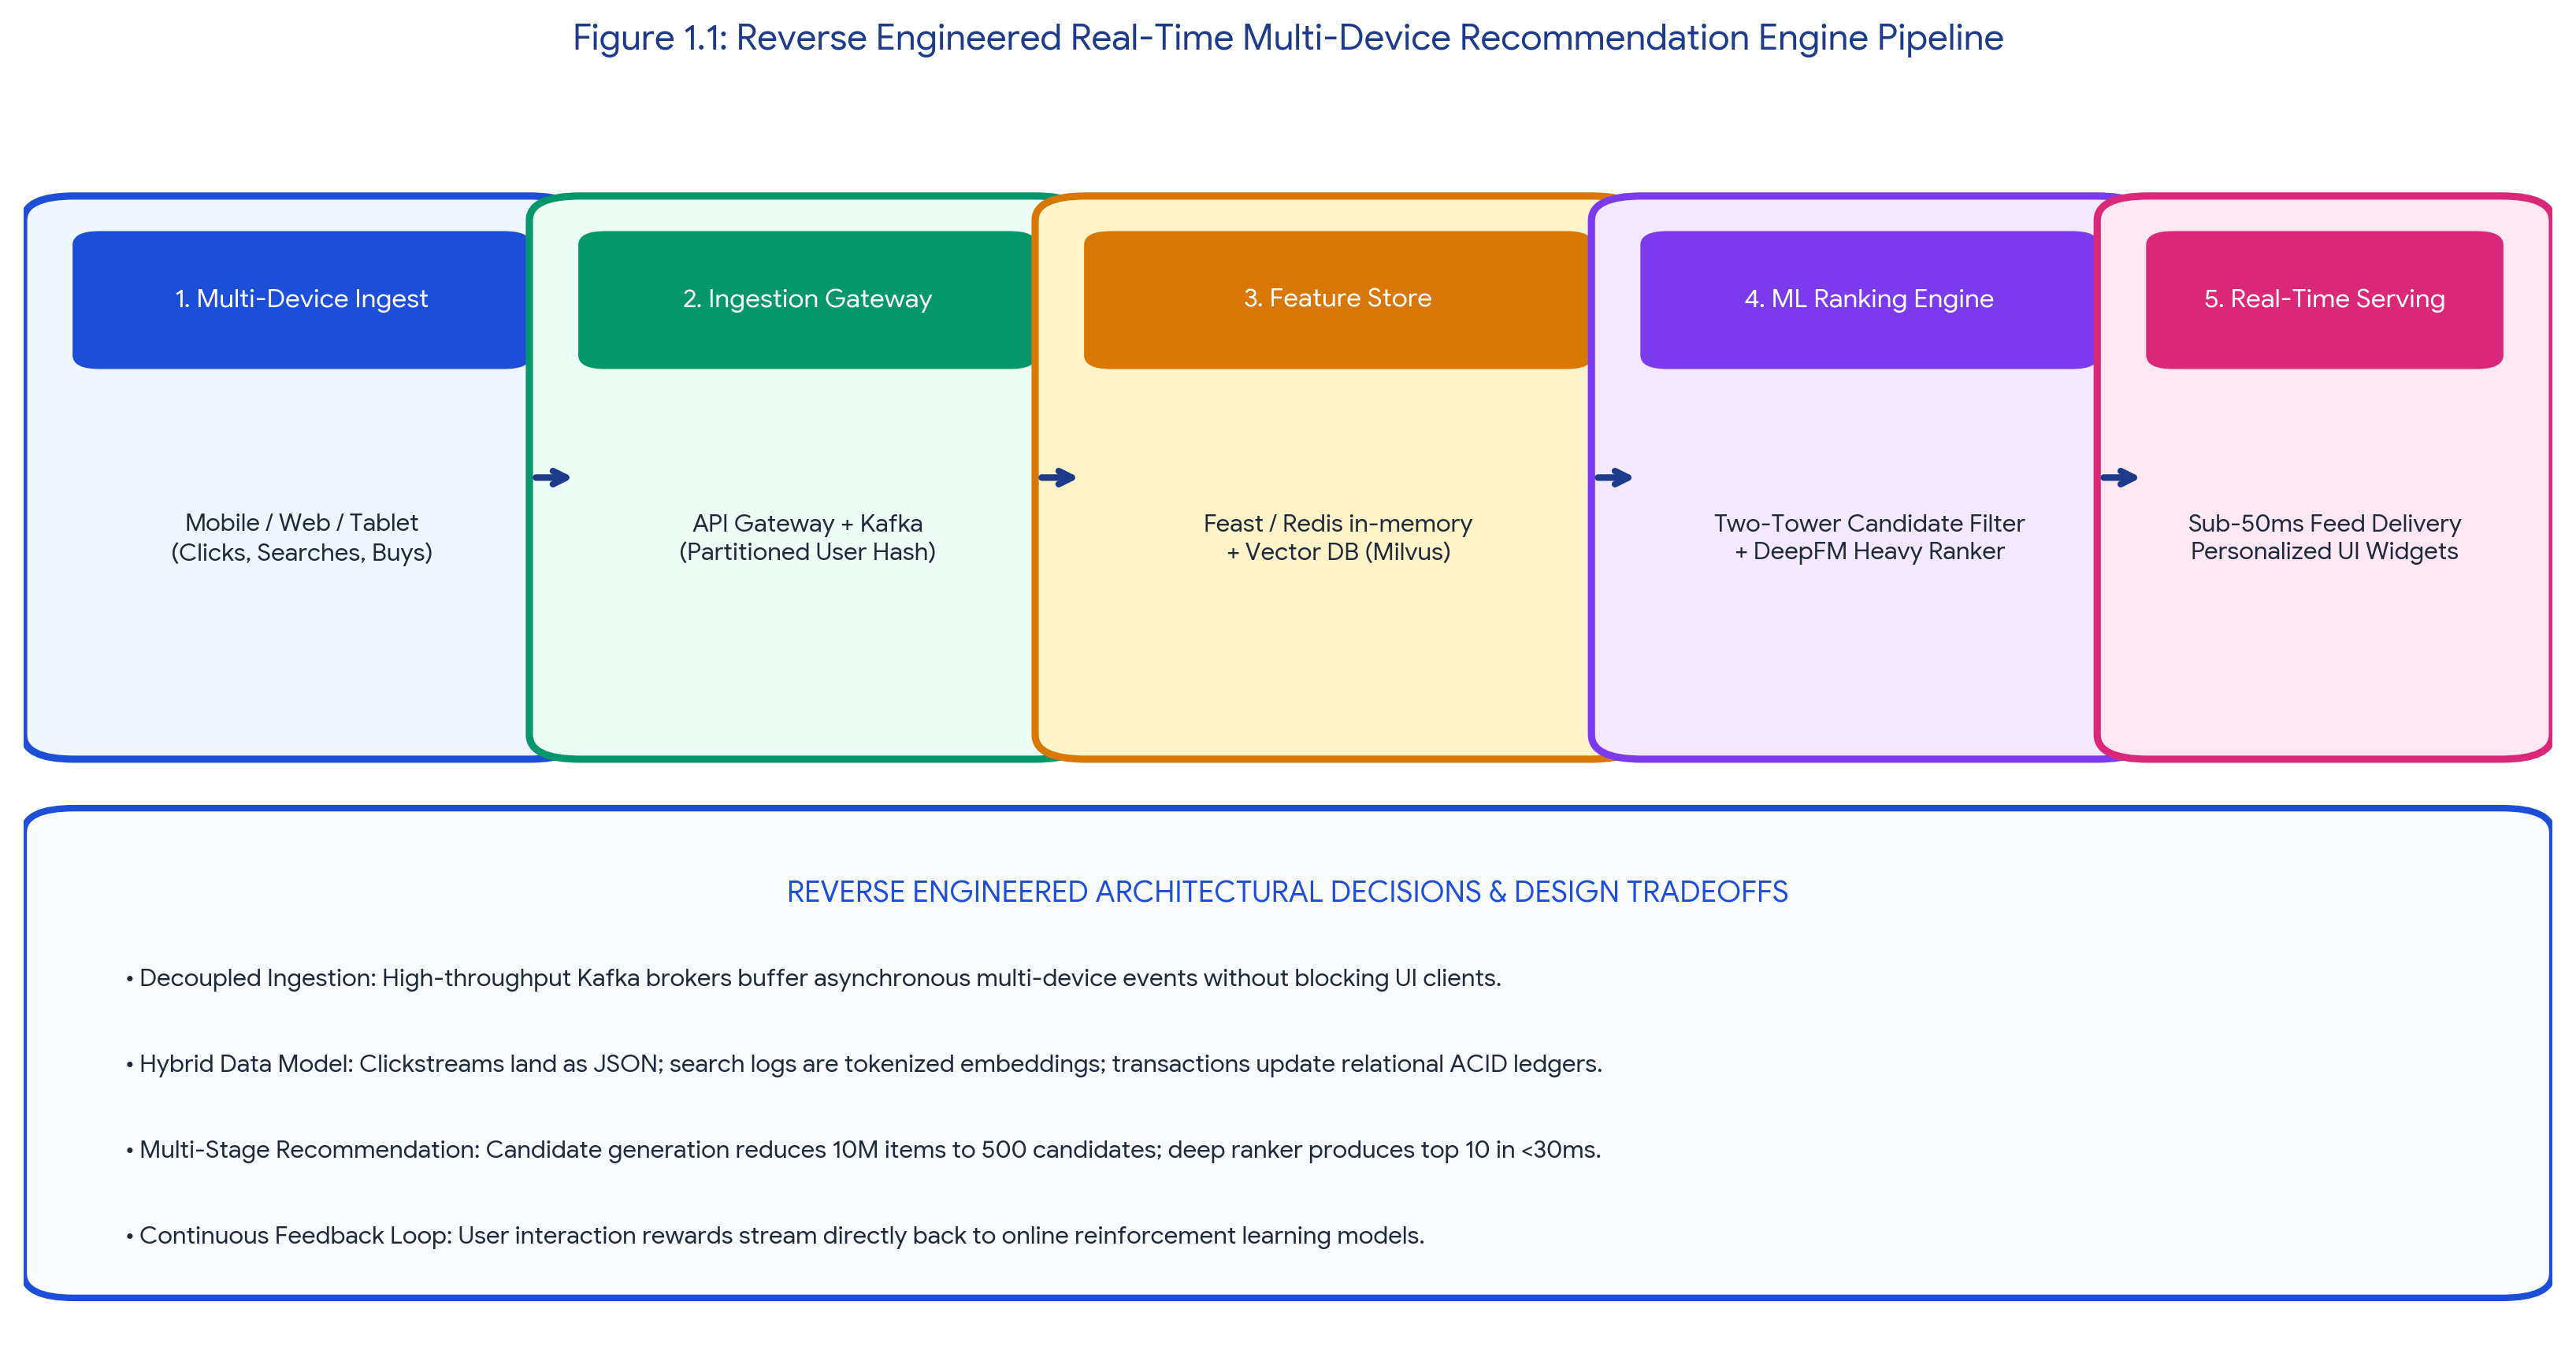 Figure 1.1: Reverse Engineered Real-Time Multi-Device Recommendation Engine Pipeline
1. Multi-Device Ingest
Mobile / Web / Tablet
(Clicks, Searches, Buys)
2. Ingestion Gateway
API Gateway + Kafka
(Partitioned User Hash)
3. Feature Store
Feast / Redis in-memory
+ Vector DB (Milvus)
4. ML Ranking Engine
Two-Tower Candidate Filter
+ DeepFM Heavy Ranker
5. Real-Time Serving
Sub-50ms Feed Delivery
Personalized UI Widgets
REVERSE ENGINEERED ARCHITECTURAL DECISIONS & DESIGN TRADEOFFS
• Decoupled Ingestion: High-throughput Kafka brokers buffer asynchronous multi-device events without blocking UI clients.
• Hybrid Data Model: Clickstreams land as JSON; search logs are tokenized embeddings; transactions update relational ACID ledgers.
• Multi-Stage Recommendation: Candidate generation reduces 10M items to 500 candidates; deep ranker produces top 10 in <30ms.
• Continuous Feedback Loop: User interaction rewards stream directly back to online reinforcement learning models.